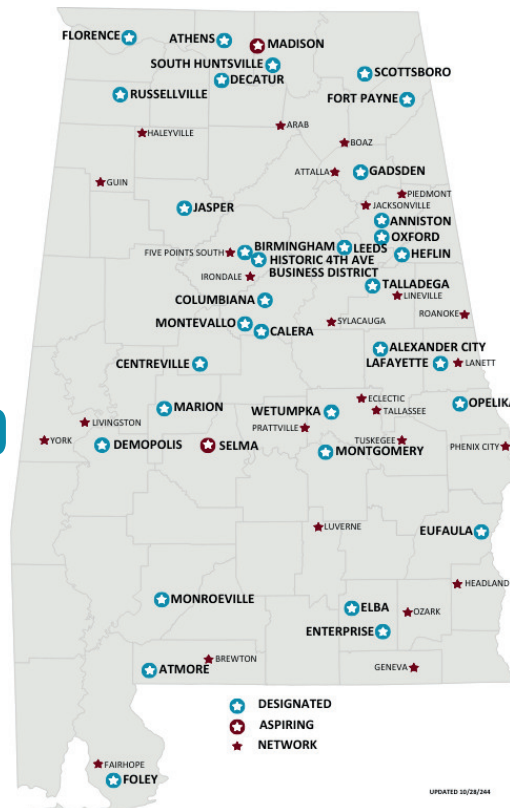 FLORENCE
ATHENS
MADISON
SOUTH HUNTSVILLE
DECATUR
SCOTTSBORO
RUSSELLVILLE
FORT PAYNE
ARAB
HALEYVILLE
BOAZ
ATTALLA
GADSDEN
GUIN
PIEDMONT
JACKSONVILLE
JASPER
ANNISTON
OXFORD
BIRMINGHAM
LEEDS
FIVE POINTS SOUTH
HEFLIN
HISTORIC 4TH AVE
BUSINESS DISTRICT
IRONDALE
TALLADEGA
LINEVILLE
COLUMBIANA
ROANOKE
MONTEVALLO
SYLACAUGA
CALERA
ALEXANDER CITY
CENTREVILLE
LAFAYETTE
LANETT
ECLECTIC
OPELIKA
MARION
WETUMPKA
TALLASSEE
LIVINGSTON
PRATTVILLE
YORK
DEMOPOLIS
SELMA
TUSKEGEE
PHENIX CITY
MONTGOMERY
LUVERNE
EUFAULA
HEADLAND
MONROEVILLE
ELBA
OZARK
ENTERPRISE
BREWTON
ATMORE
GENEVA
DESIGNATED
ASPIRING
NETWORK
FAIRHOPE
FOLEY
UPDATED 10/28/244